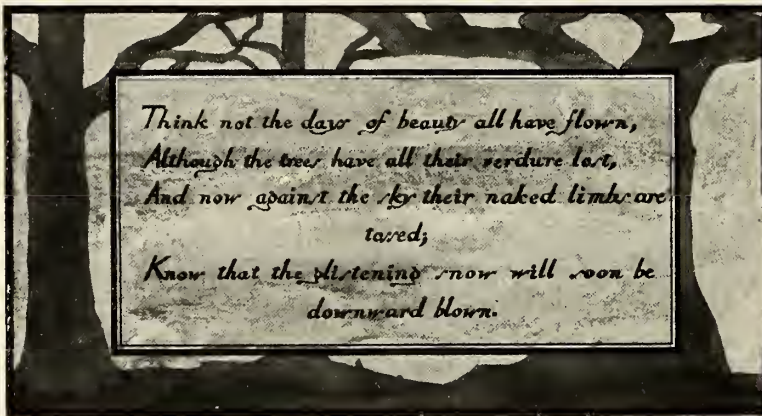 Think not the days of beauty all have flown,
Although the trees have all their verdure lost,
And now against the sky their naked limbs are
tossed;
Know that the glistening snow will soon be
downward blown.